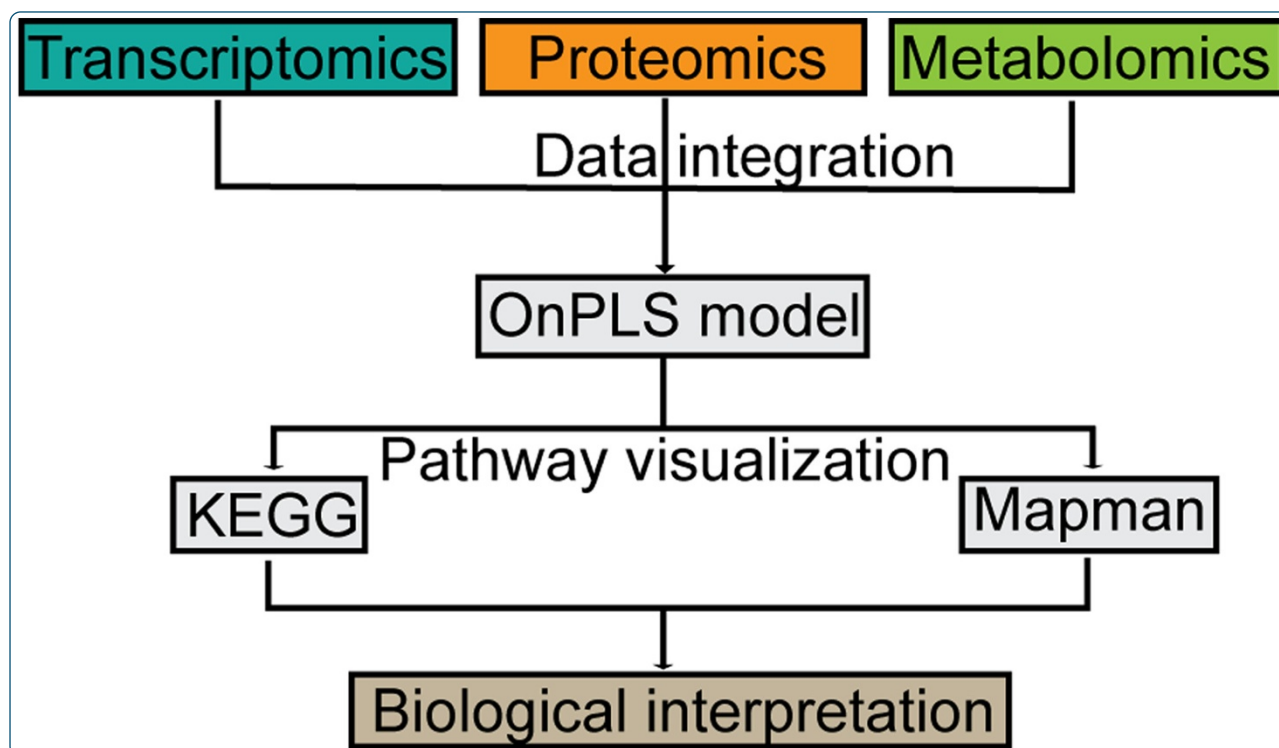 Transcriptomics
Proteomics
Metabolomics
Data integration
OnPLS model
Pathway visualization
KEGG
Mapman
Biological interpretation